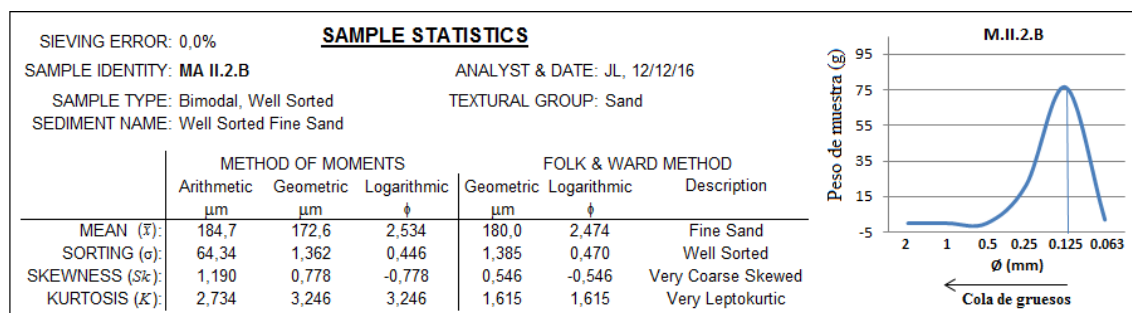 SAMPLE STATISTICS
SIEVING ERROR: 0,0%
SAMPLE IDENTITY: MA II.2.B ANALYST & DATE: JL, 12/12/16
SAMPLE TYPE: Bimodal, Well Sorted TEXTURAL GROUP: Sand
SEDIMENT NAME: Well Sorted Fine Sand
METHOD OF MOMENTS FOLK & WARD METHOD
Arithmetic Geometric Logarithmic Geometric Logarithmic Description
μm μm ϕ μm ϕ
MEAN (x̅): 184,7 172,6 2,534 180,0 2,474 Fine Sand
SORTING (σ): 64,34 1,362 0,446 1,385 0,470 Well Sorted
SKEWNESS (Sk): 1,190 0,778 -0,778 0,546 -0,546 Very Coarse Skewed
KURTOSIS (K): 2,734 3,246 3,246 1,615 1,615 Very Leptokurtic
M.II.2.B
Peso de muestra (g)
95
75
55
35
15
-5
2 1 0.5 0.25 0.125 0.063
Ø (mm)
Cola de gruesos